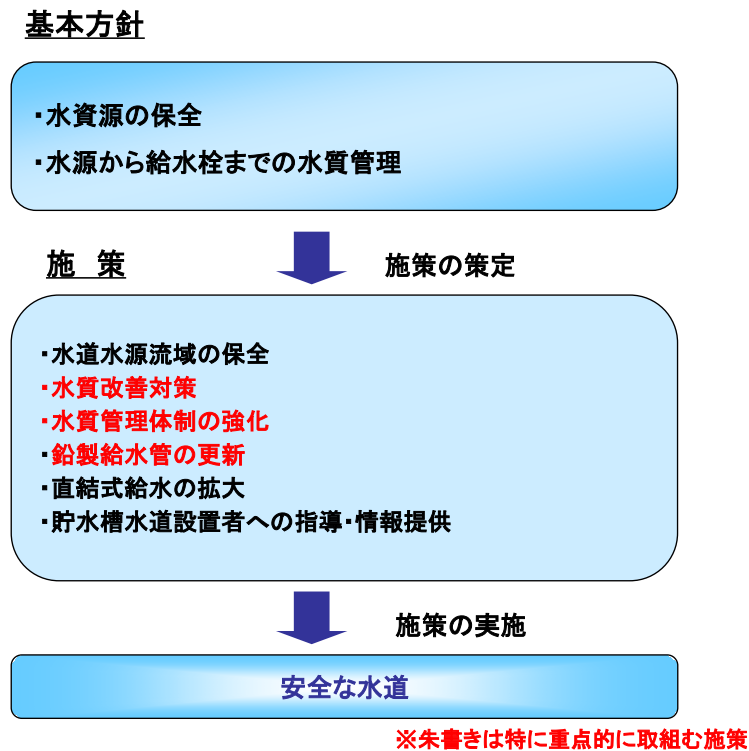 基本方針
・水資源の保全
・水源から給水栓までの水質管理
施策の策定
施　策
・水道水源流域の保全
・水質改善対策
・水質管理体制の強化
・鉛製給水管の更新
・直結式給水の拡大
・貯水槽水道設置者への指導・情報提供
施策の実施
安全な水道
※朱書きは特に重点的に取組む施策